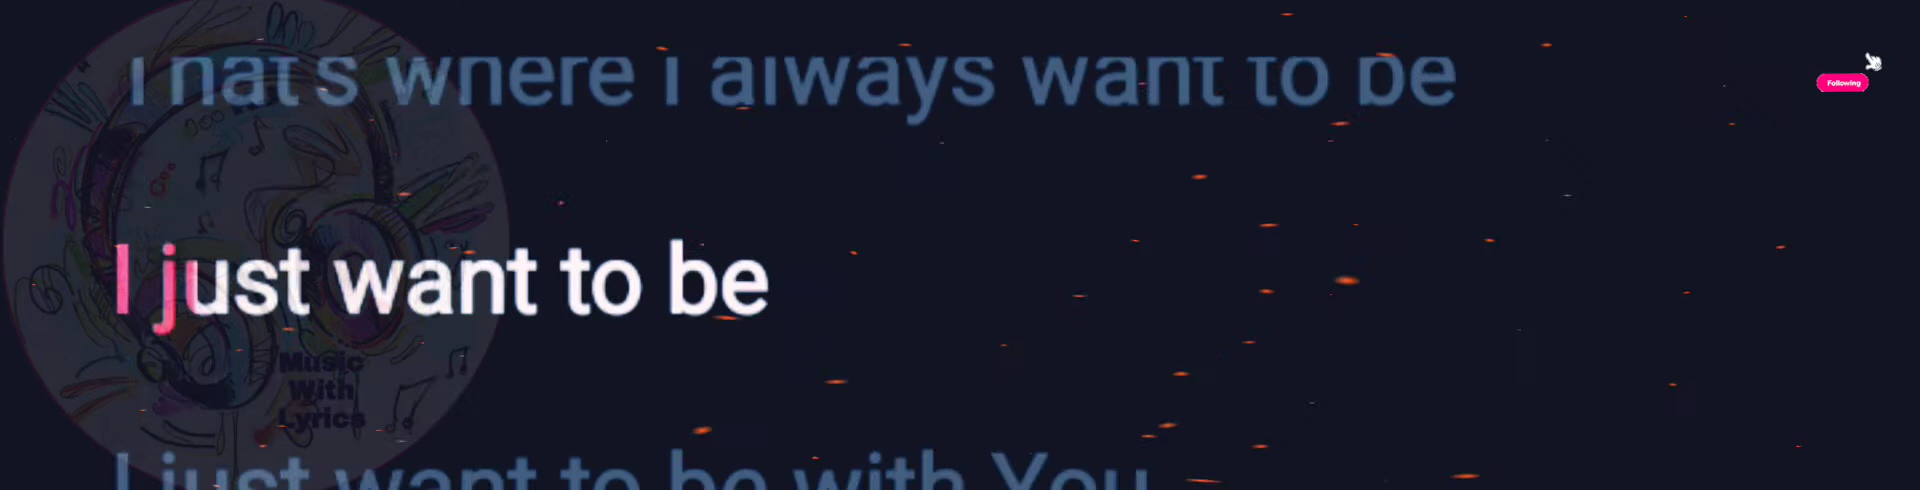 That's where I always want to be
Following
I just want to be
Music
With
Lyrics
I just want to be with You